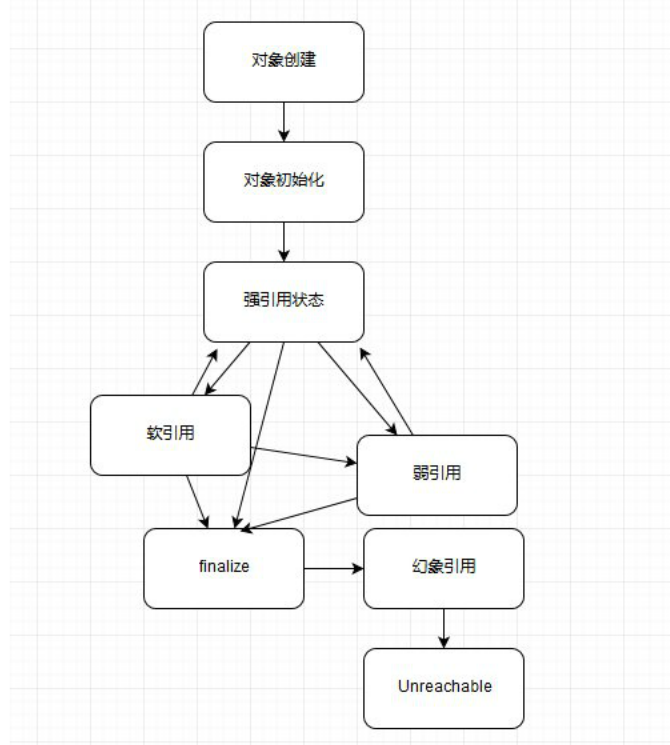 对象创建
对象初始化
强引用状态
软引用
弱引用
finalize
幻象引用
Unreachable